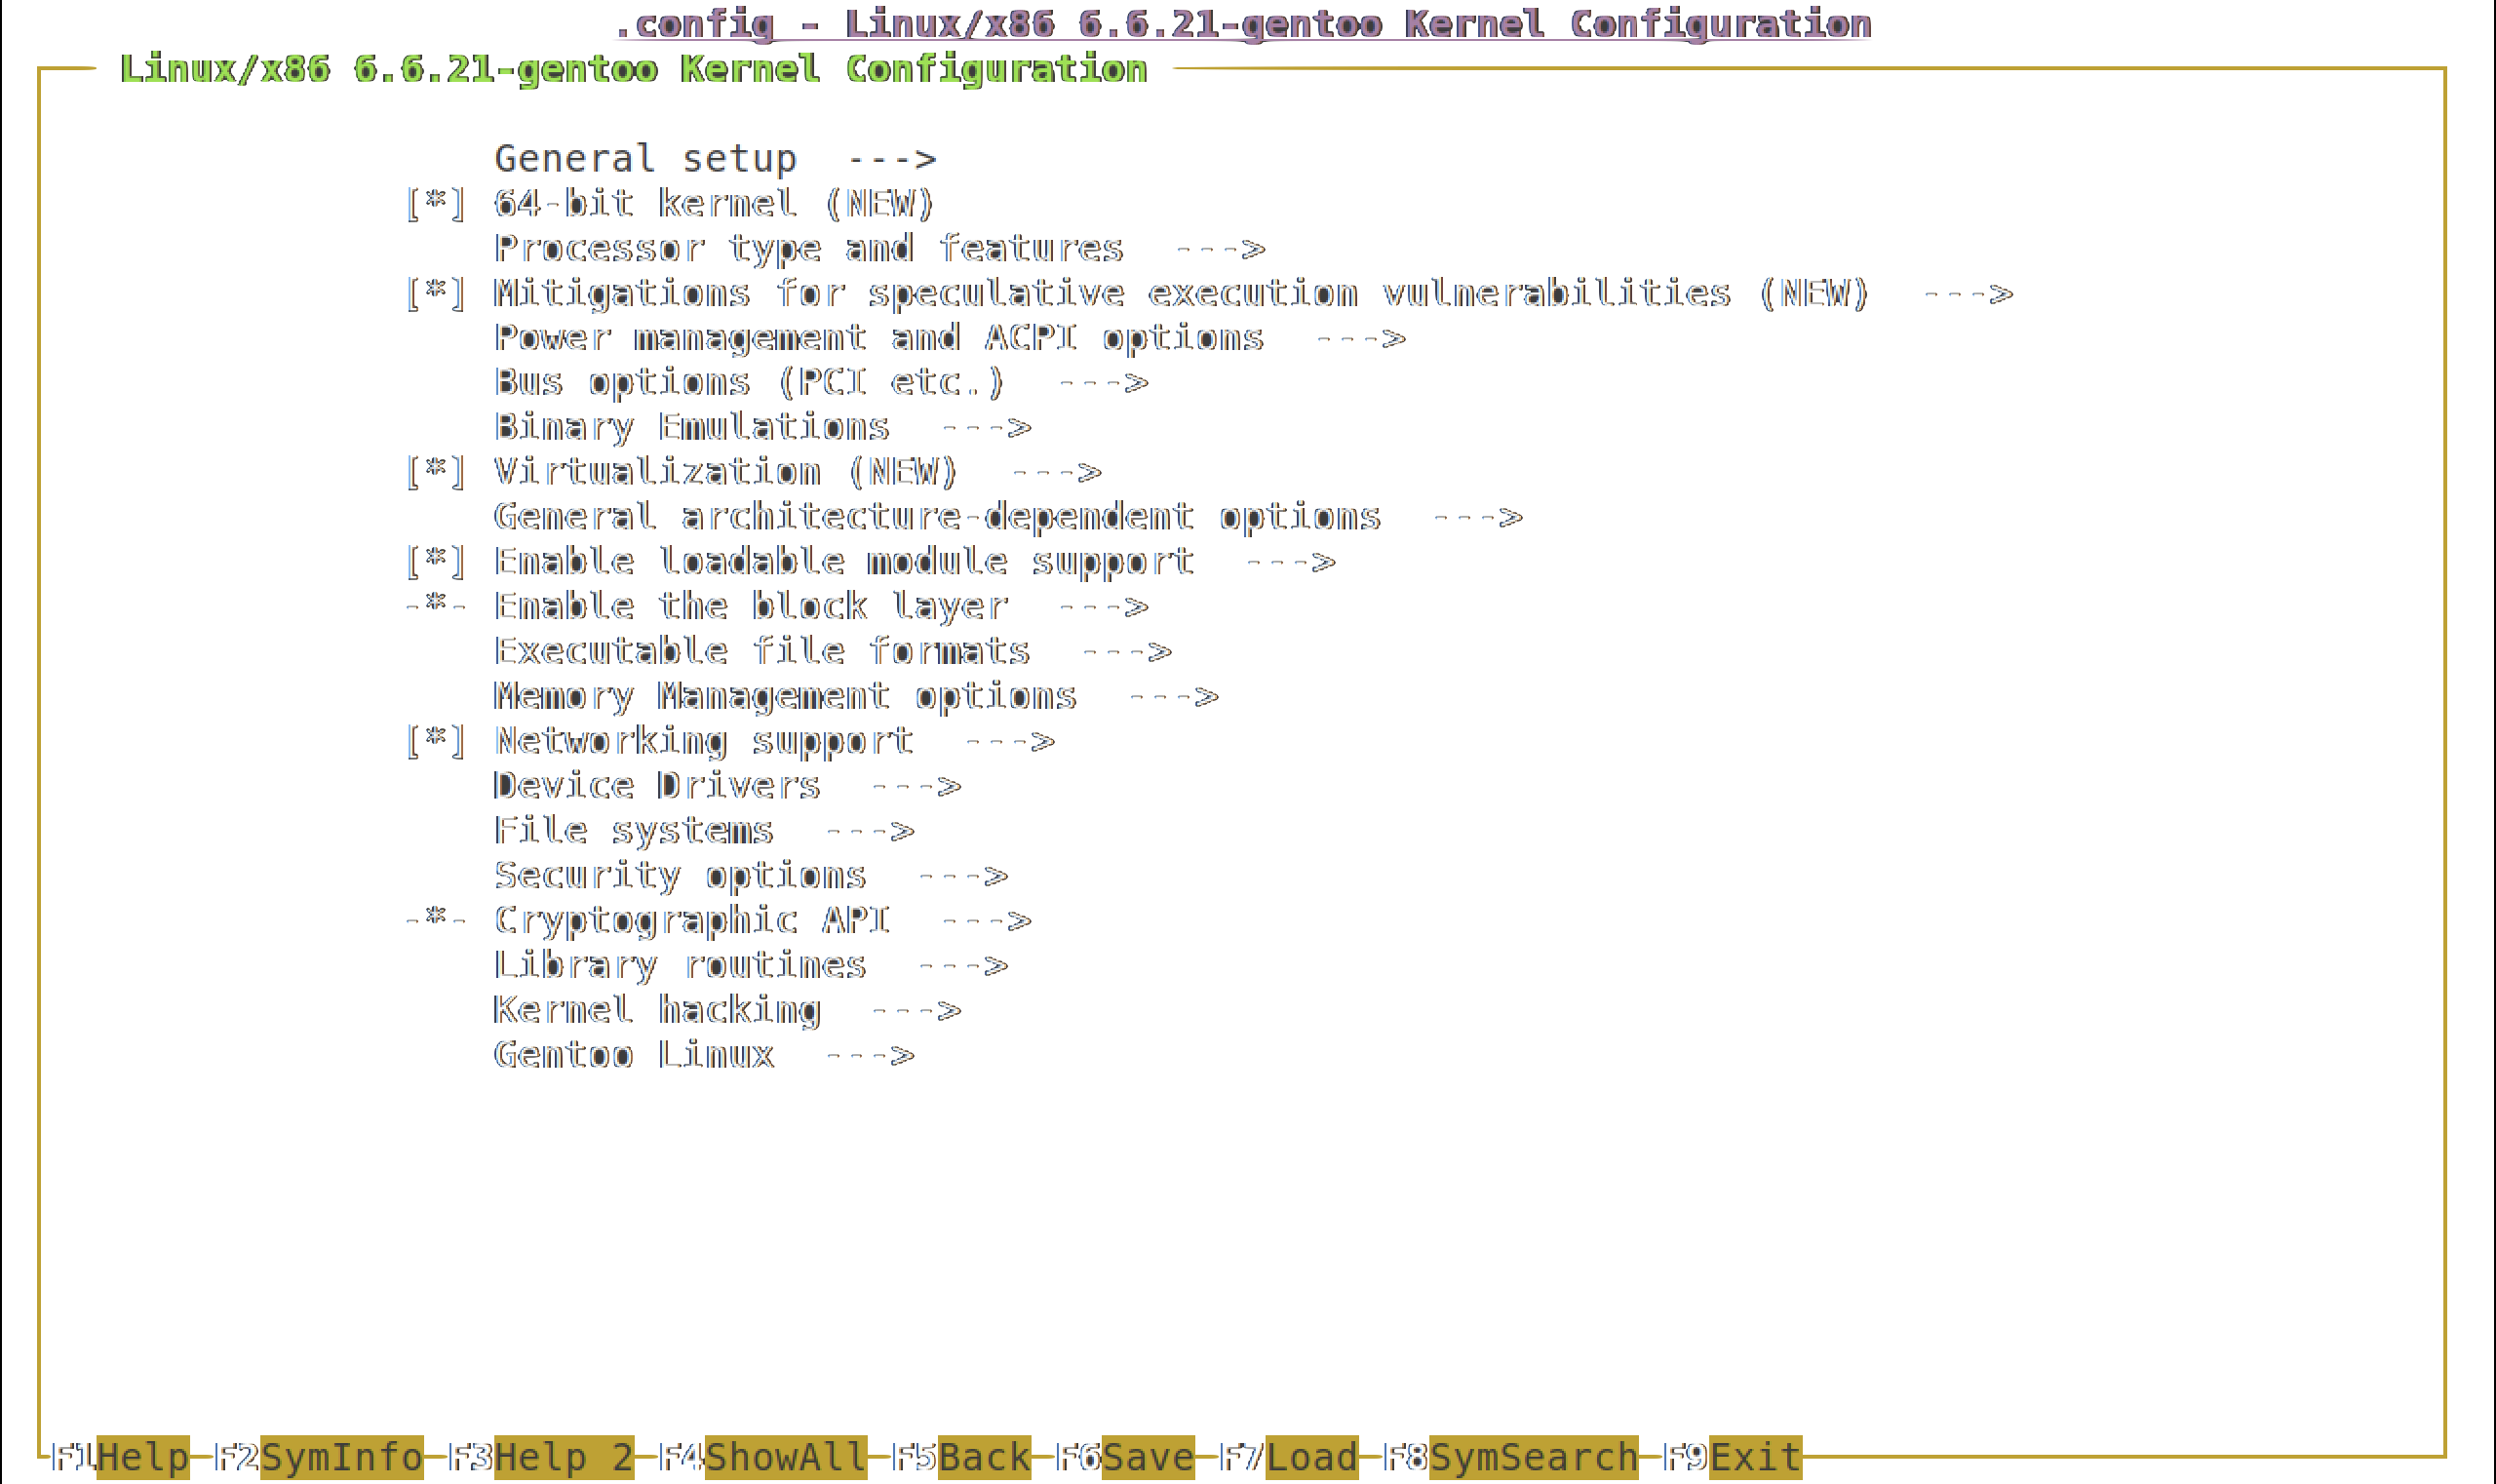 .config - Linux/x86 6.6.21-gentoo Kernel Configuration
Linux/x86 6.6.21-gentoo Kernel Configuration
General setup  --->
[*] 64-bit kernel (NEW)
Processor type and features  --->
[*] Mitigations for speculative execution vulnerabilities (NEW)  --->
Power management and ACPI options  --->
Bus options (PCI etc.)  --->
Binary Emulations  --->
[*] Virtualization (NEW)  --->
General architecture-dependent options  --->
[*] Enable loadable module support  --->
-*- Enable the block layer  --->
Executable file formats  --->
Memory Management options  --->
[*] Networking support  --->
Device Drivers  --->
File systems  --->
Security options  --->
-*- Cryptographic API  --->
Library routines  --->
Kernel hacking  --->
Gentoo Linux  --->
F1Help F2SymInfo F3Help 2 F4ShowAll F5Back F6Save F7Load F8SymSearch F9Exit